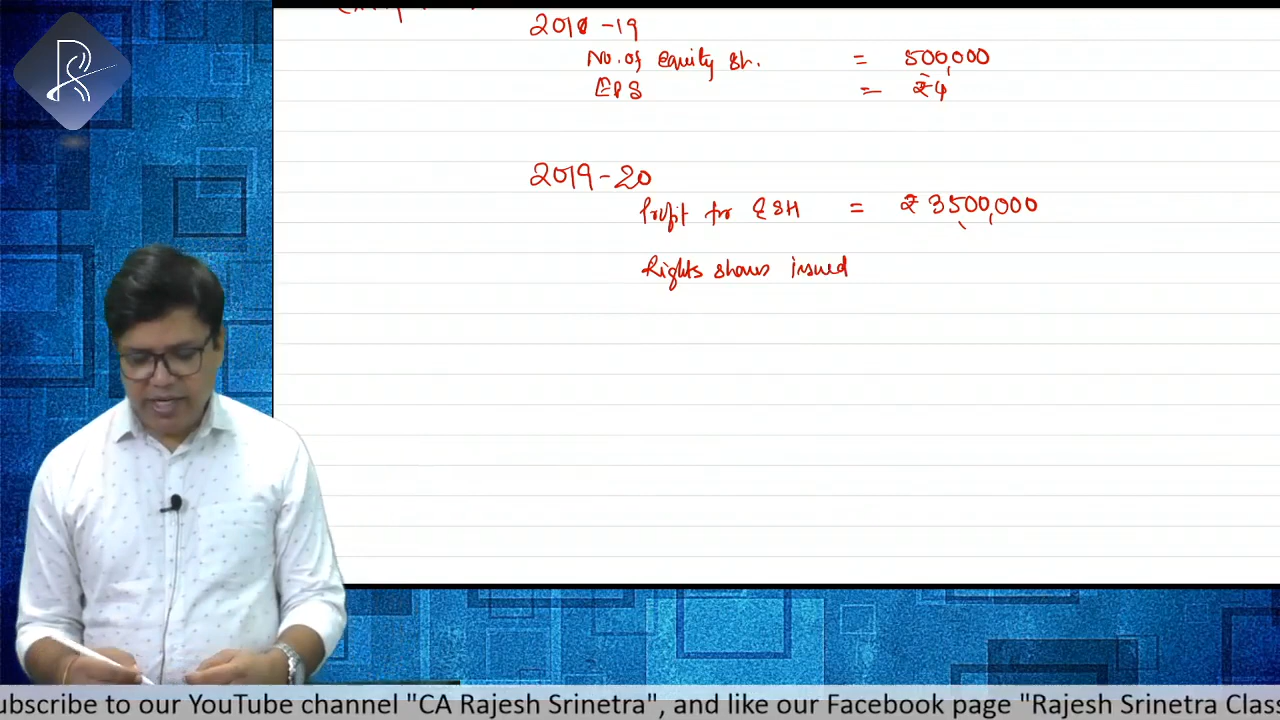 2018-19
No. of equity sh. = 500,000
EPS = ₹4
2019-20
Profit for ESH = ₹3500,000
Rights shares issued
ubscribe to our YouTube channel "CA Rajesh Srinetra", and like our Facebook page "Rajesh Srinetra Clas